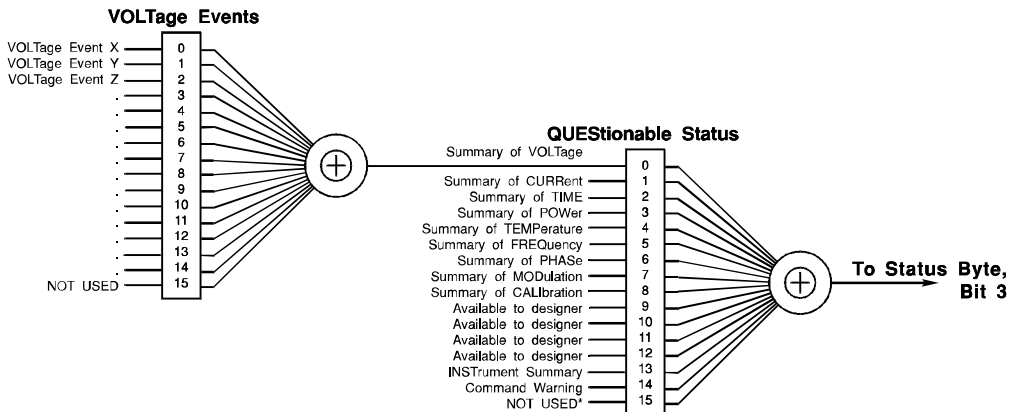 VOLTage Events
VOLTage Event X 0
VOLTage Event Y 1
VOLTage Event Z 2
. 3
. 4
. 5
. 6
. 7
. 8
. 9
. 10
. 11
. 12
. 13
. 14
NOT USED 15
QUEStionable Status
Summary of VOLTage 0
Summary of CURRent 1
Summary of TIME 2
Summary of POWer 3
Summary of TEMPerature 4
Summary of FREQuency 5
Summary of PHASe 6
Summary of MODulation 7
Summary of CALIbration 8
Available to designer 9
Available to designer 10
Available to designer 11
Available to designer 12
INSTrument Summary 13
Command Warning 14
NOT USED* 15
To Status Byte,
Bit 3